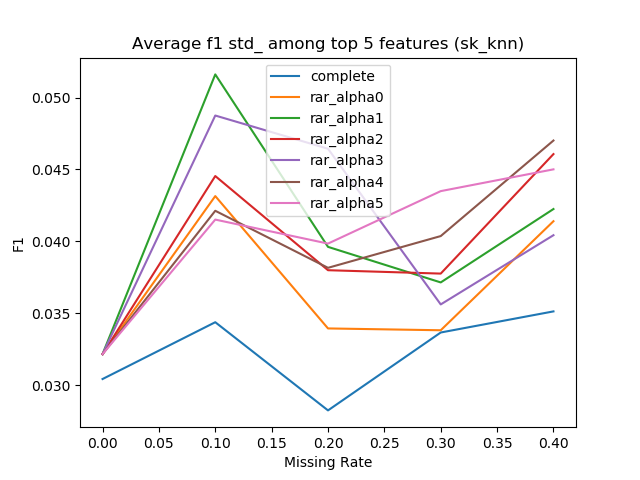 Average f1 std_ among top 5 features (sk_knn)
complete
rar_alpha0
rar_alpha1
rar_alpha2
rar_alpha3
rar_alpha4
rar_alpha5
0.050
0.045
0.040
0.035
0.030
F1
0.00 0.05 0.10 0.15 0.20 0.25 0.30 0.35 0.40
Missing Rate